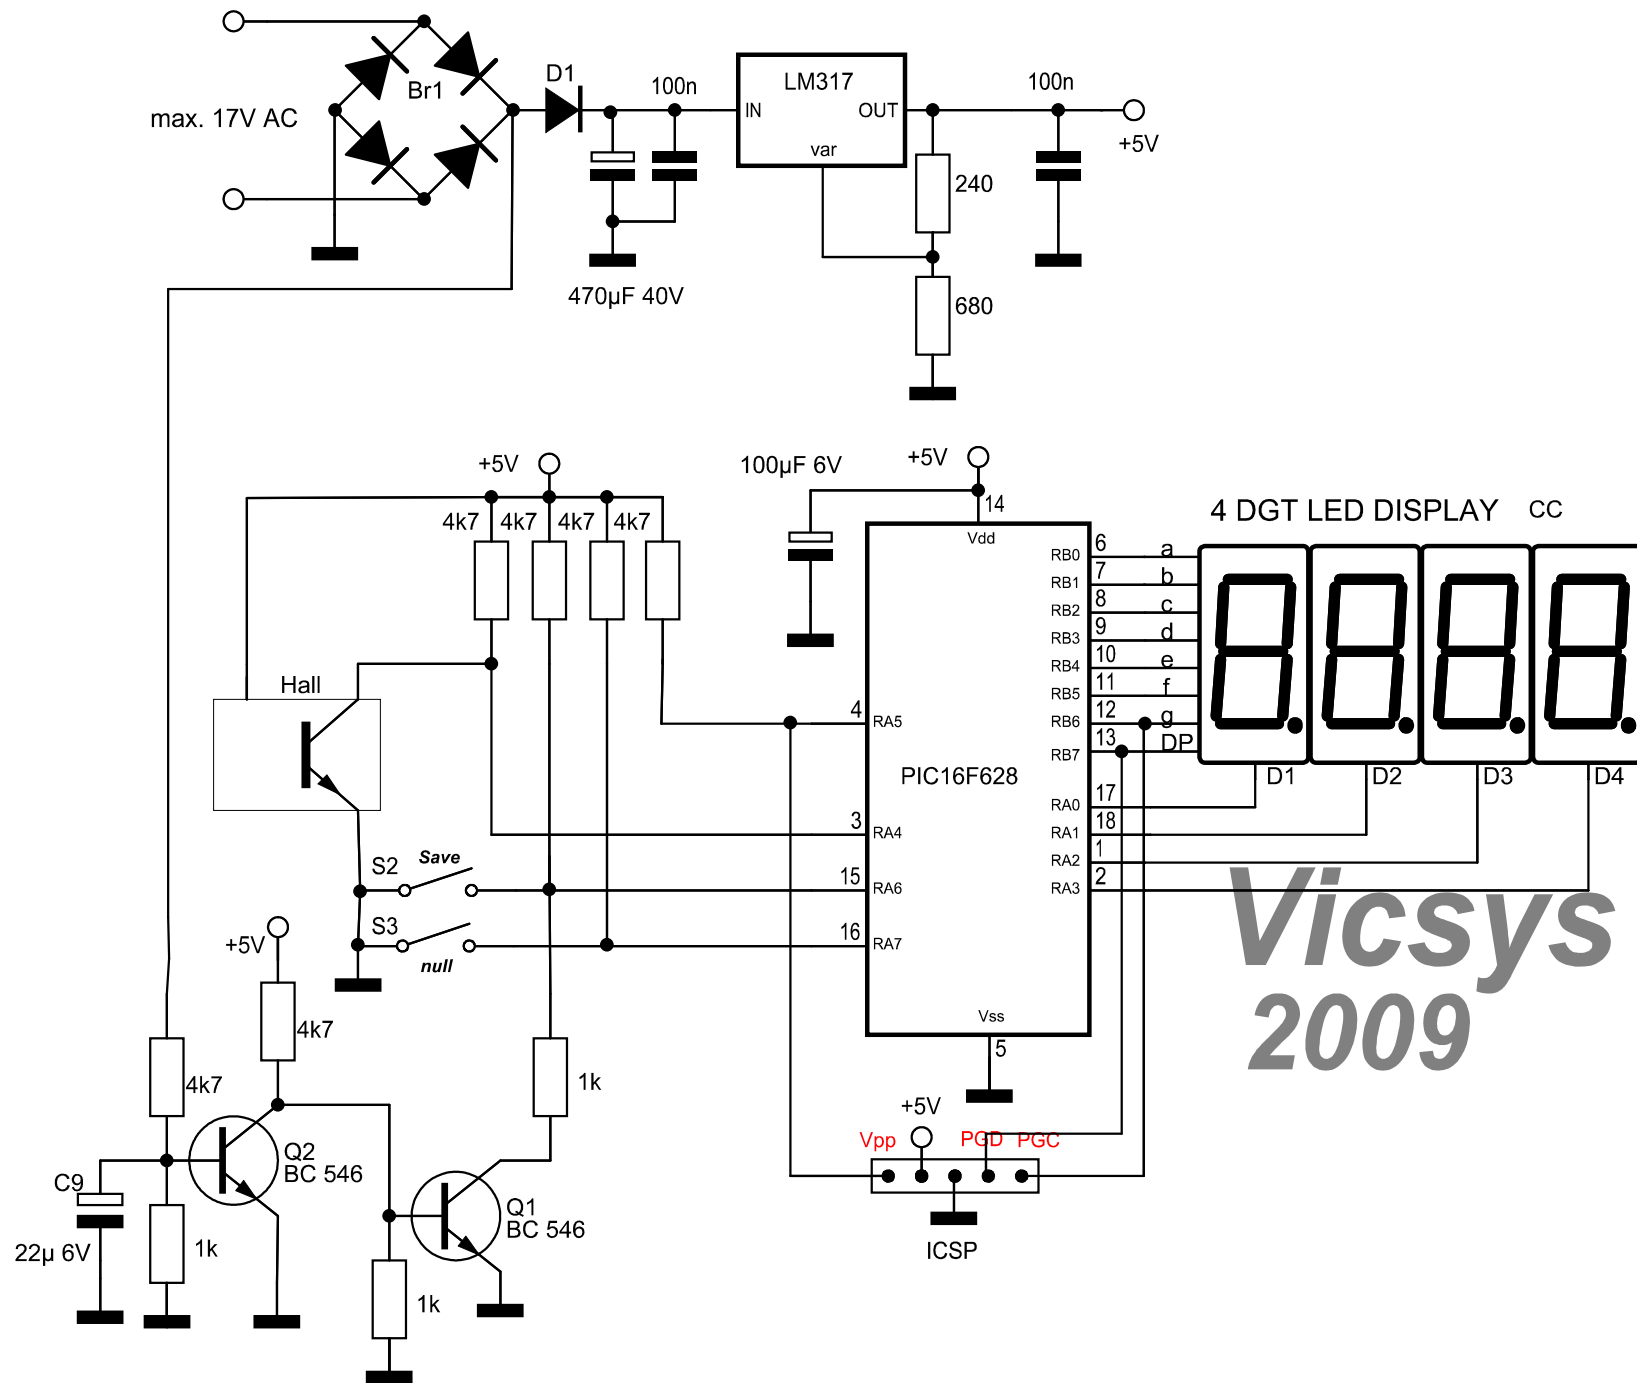 max. 17V AC
Br1
D1
100n
LM317
IN
OUT
var
100n
+5V
240
680
470µF 40V
+5V
4k7
4k7
4k7
4k7
100µF 6V
+5V
14
Vdd
4 DGT LED DISPLAY
CC
RB0
6
a
RB1
7
b
RB2
8
c
RB3
9
d
RB4
10
e
RB5
11
f
RB6
12
g
RB7
13
DP
Hall
4
RA5
PIC16F628
D1
D2
D3
D4
RA0
17
3
RA4
RA1
18
RA2
1
RA3
2
S2
Save
15
RA6
S3
null
16
RA7
Vicsys
2009
+5V
4k7
Vss
5
4k7
1k
+5V
Vpp
PGD
PGC
ICSP
Q2
BC 546
C9
22µ 6V
1k
Q1
BC 546
1k